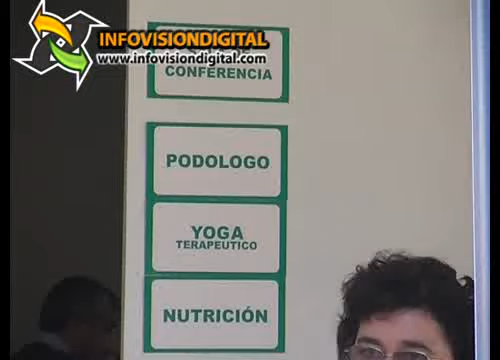 INFOVISIONDIGITAL
www.infovisiondigital.com
CONFERENCIA
PODOLOGO
YOGA
TERAPEUTICO
NUTRICIÓN